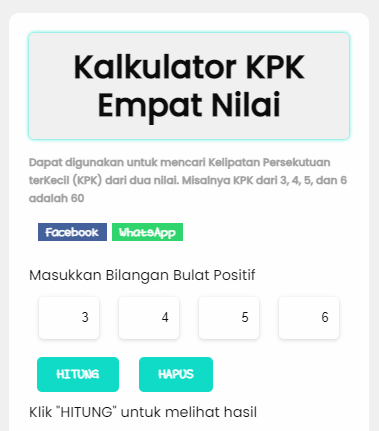 Kalkulator KPK
Empat Nilai
Dapat digunakan untuk mencari Kelipatan Persekutuan
terKecil (KPK) dari dua nilai. Misalnya KPK dari 3, 4, 5, dan 6
adalah 60
Facebook WhatsApp
Masukkan Bilangan Bulat Positif
3 4 5 6
HITUNG HAPUS
Klik "HITUNG" untuk melihat hasil